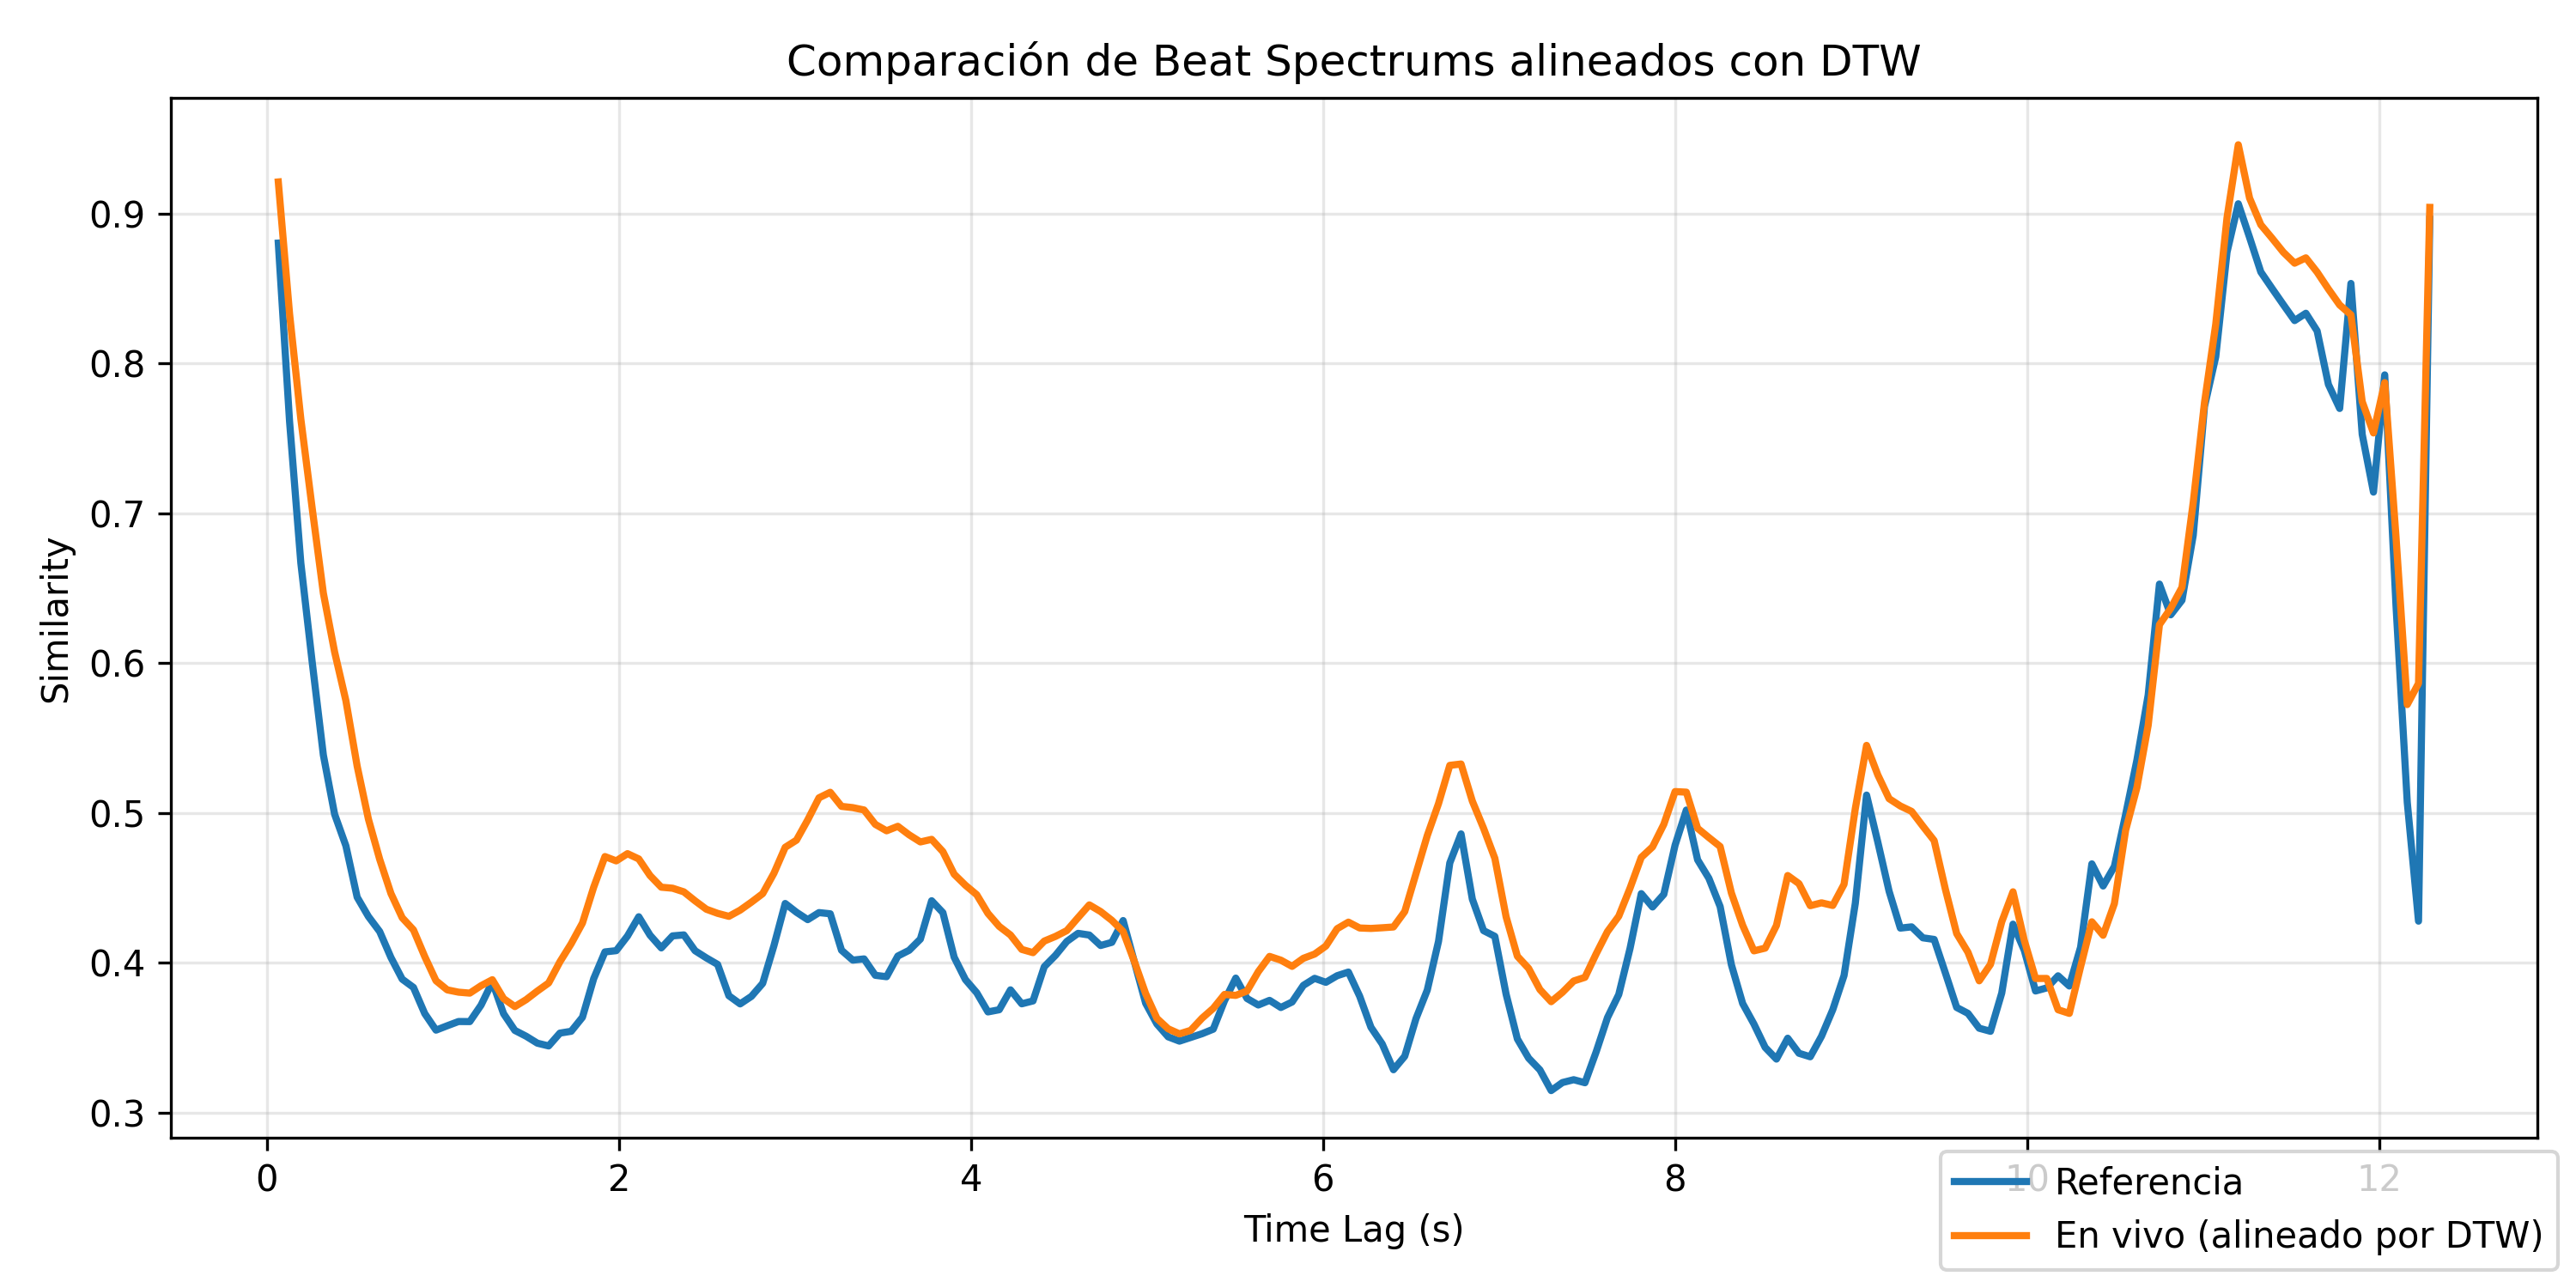 Comparación de Beat Spectrums alineados con DTW
Similarity
0.9
0.8
0.7
0.6
0.5
0.4
0.3
0 2 4 6 8 10 12
Time Lag (s)
Referencia
En vivo (alineado por DTW)